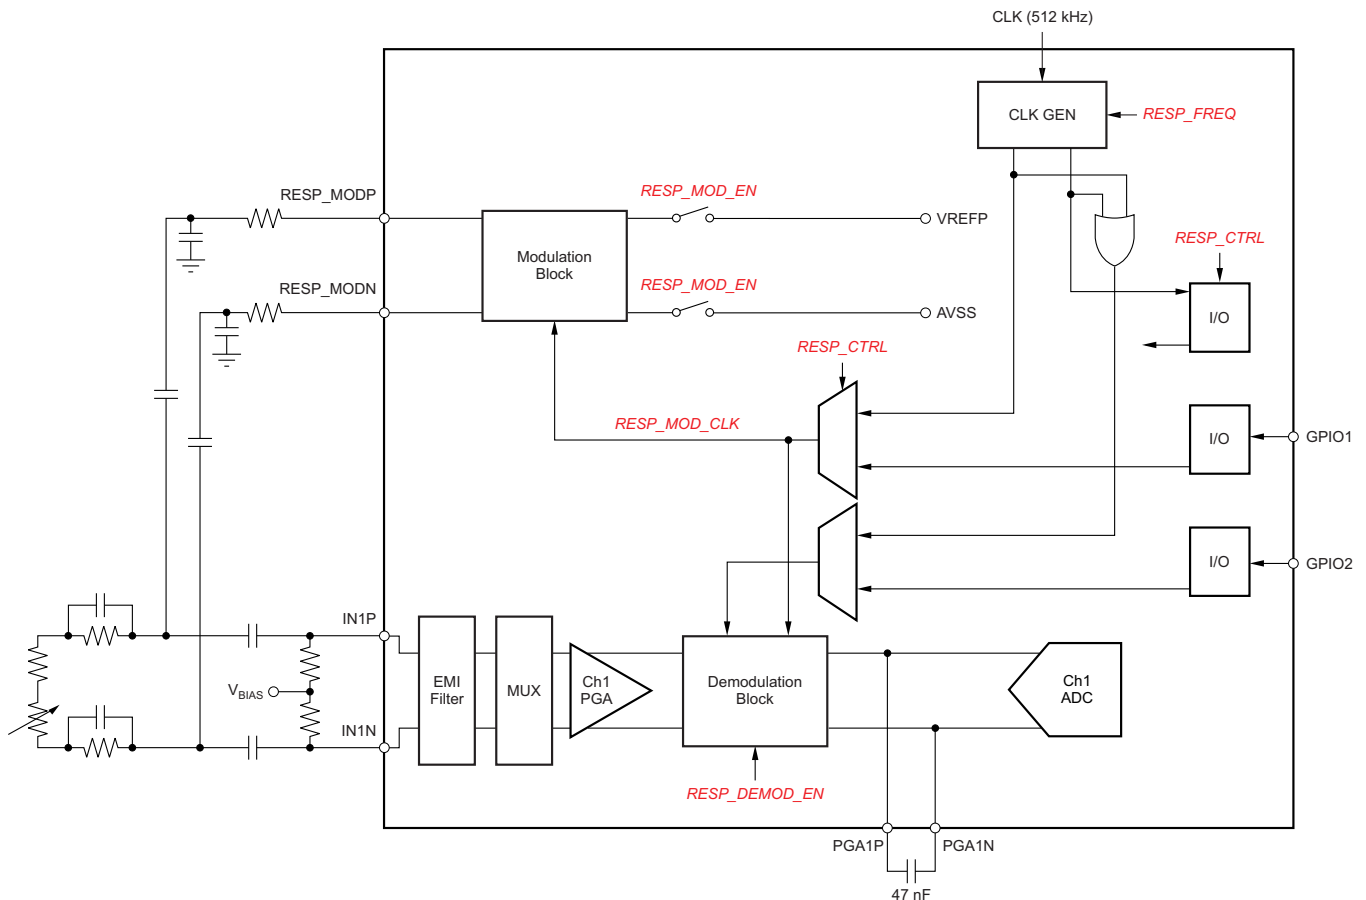 CLK (512 kHz)
CLK GEN
RESP_FREQ
RESP_MODP
RESP_MOD_EN
VREFP
Modulation
Block
RESP_CTRL
RESP_MODN
RESP_MOD_EN
AVSS
I/O
RESP_CTRL
RESP_MOD_CLK
I/O
GPIO1
I/O
GPIO2
IN1P
EMI
Filter
MUX
Ch1
PGA
Demodulation
Block
Ch1
ADC
VBIAS
IN1N
RESP_DEMOD_EN
PGA1P
PGA1N
47 nF